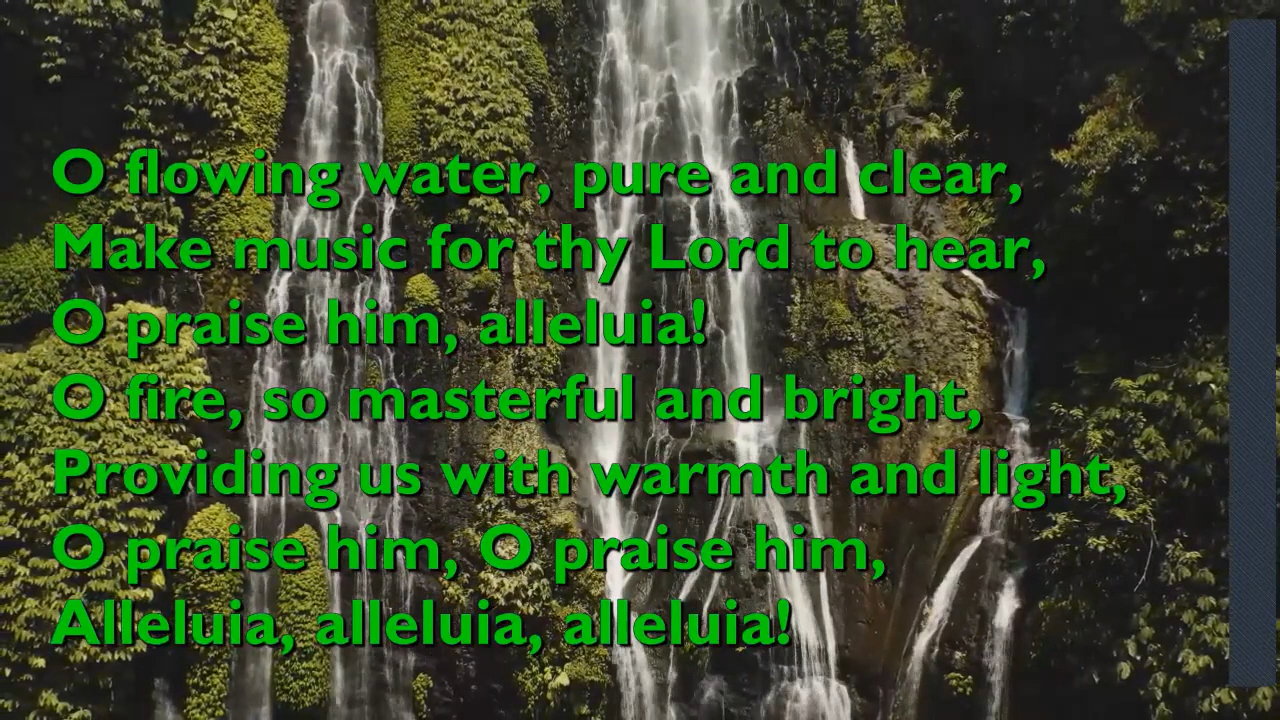 O flowing water, pure and clear,
Make music for thy Lord to hear,
O praise him, alleluia!
O fire, so masterful and bright,
Providing us with warmth and light,
O praise him, O praise him,
Alleluia, alleluia, alleluia!